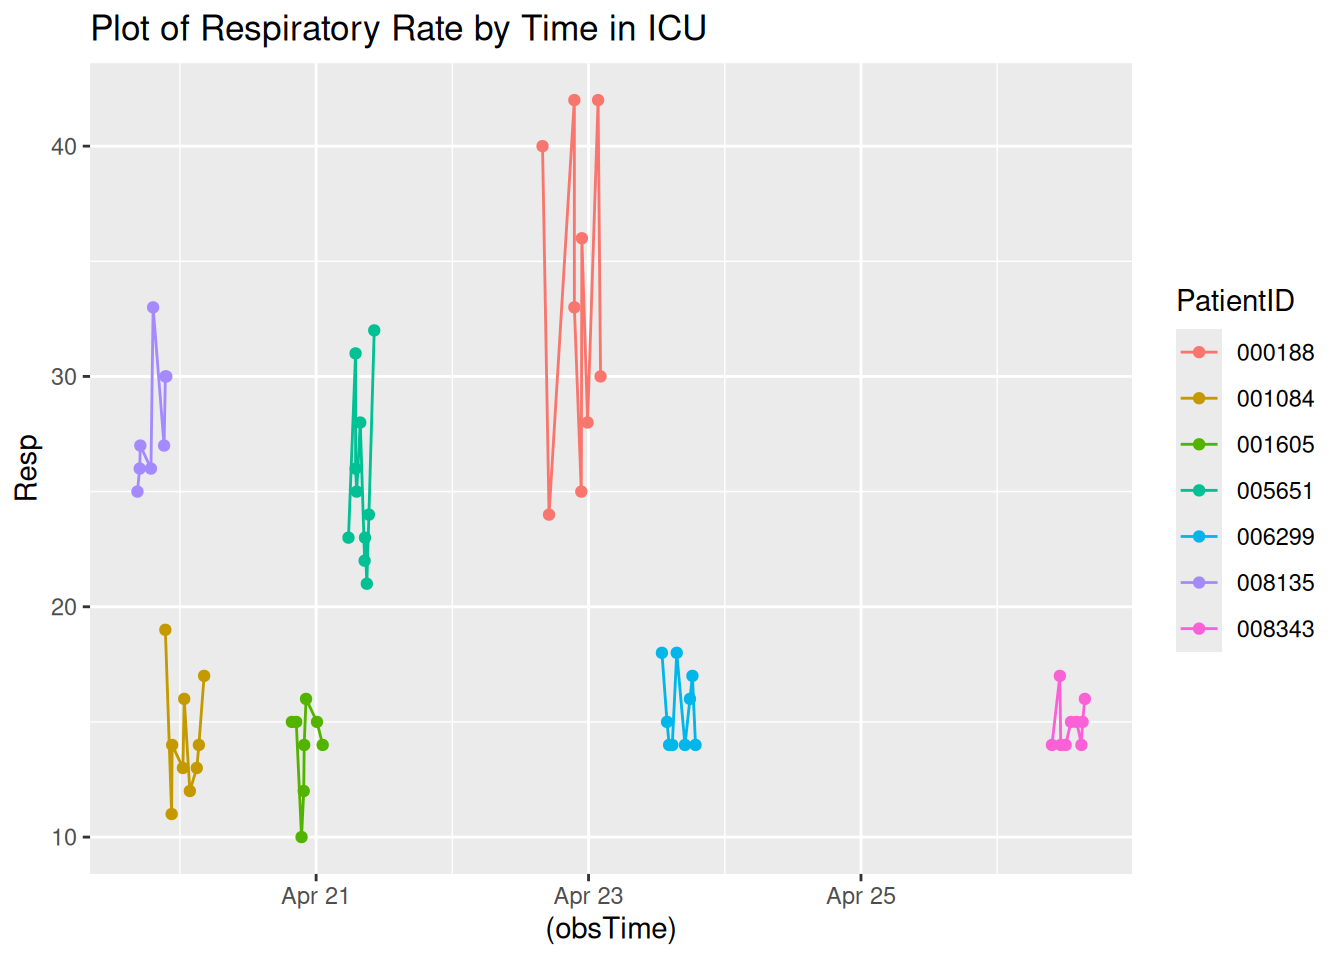 Plot of Respiratory Rate by Time in ICU
40
30
20
10
Resp
Apr 21
Apr 23
Apr 25
(obsTime)
PatientID
000188
001084
001605
005651
006299
008135
008343